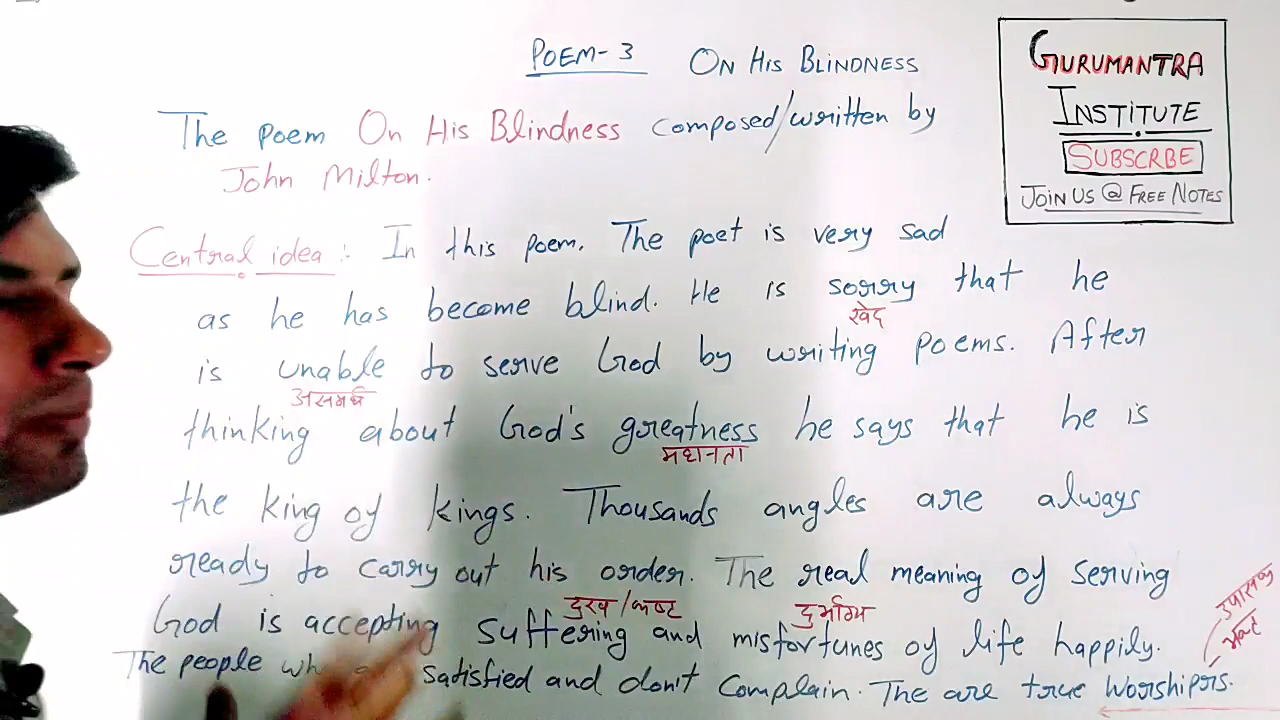 POEM-3 ON HIS BLINDNESS
GURUMANTRA
INSTITUTE
SUBSCRBE
JOIN US @ FREE NOTES
The poem On His Blindness composed/written by
John Milton.
Central idea :- In this poem. The poet is very sad
as he has become blind. He is sorry that he
खेद
is unable to serve God by writing poems. After
असमर्थ
thinking about God's greatness he says that he is
महानता
the king of kings. Thousands angles are always
ready to carry out his order. The real meaning of serving
दुख/कष्ट दुर्भाग्य
God is accepting suffering and misfortunes of life happily.
उपासक
भक्त
The people satisfied and don't complain. The are true worshipors.